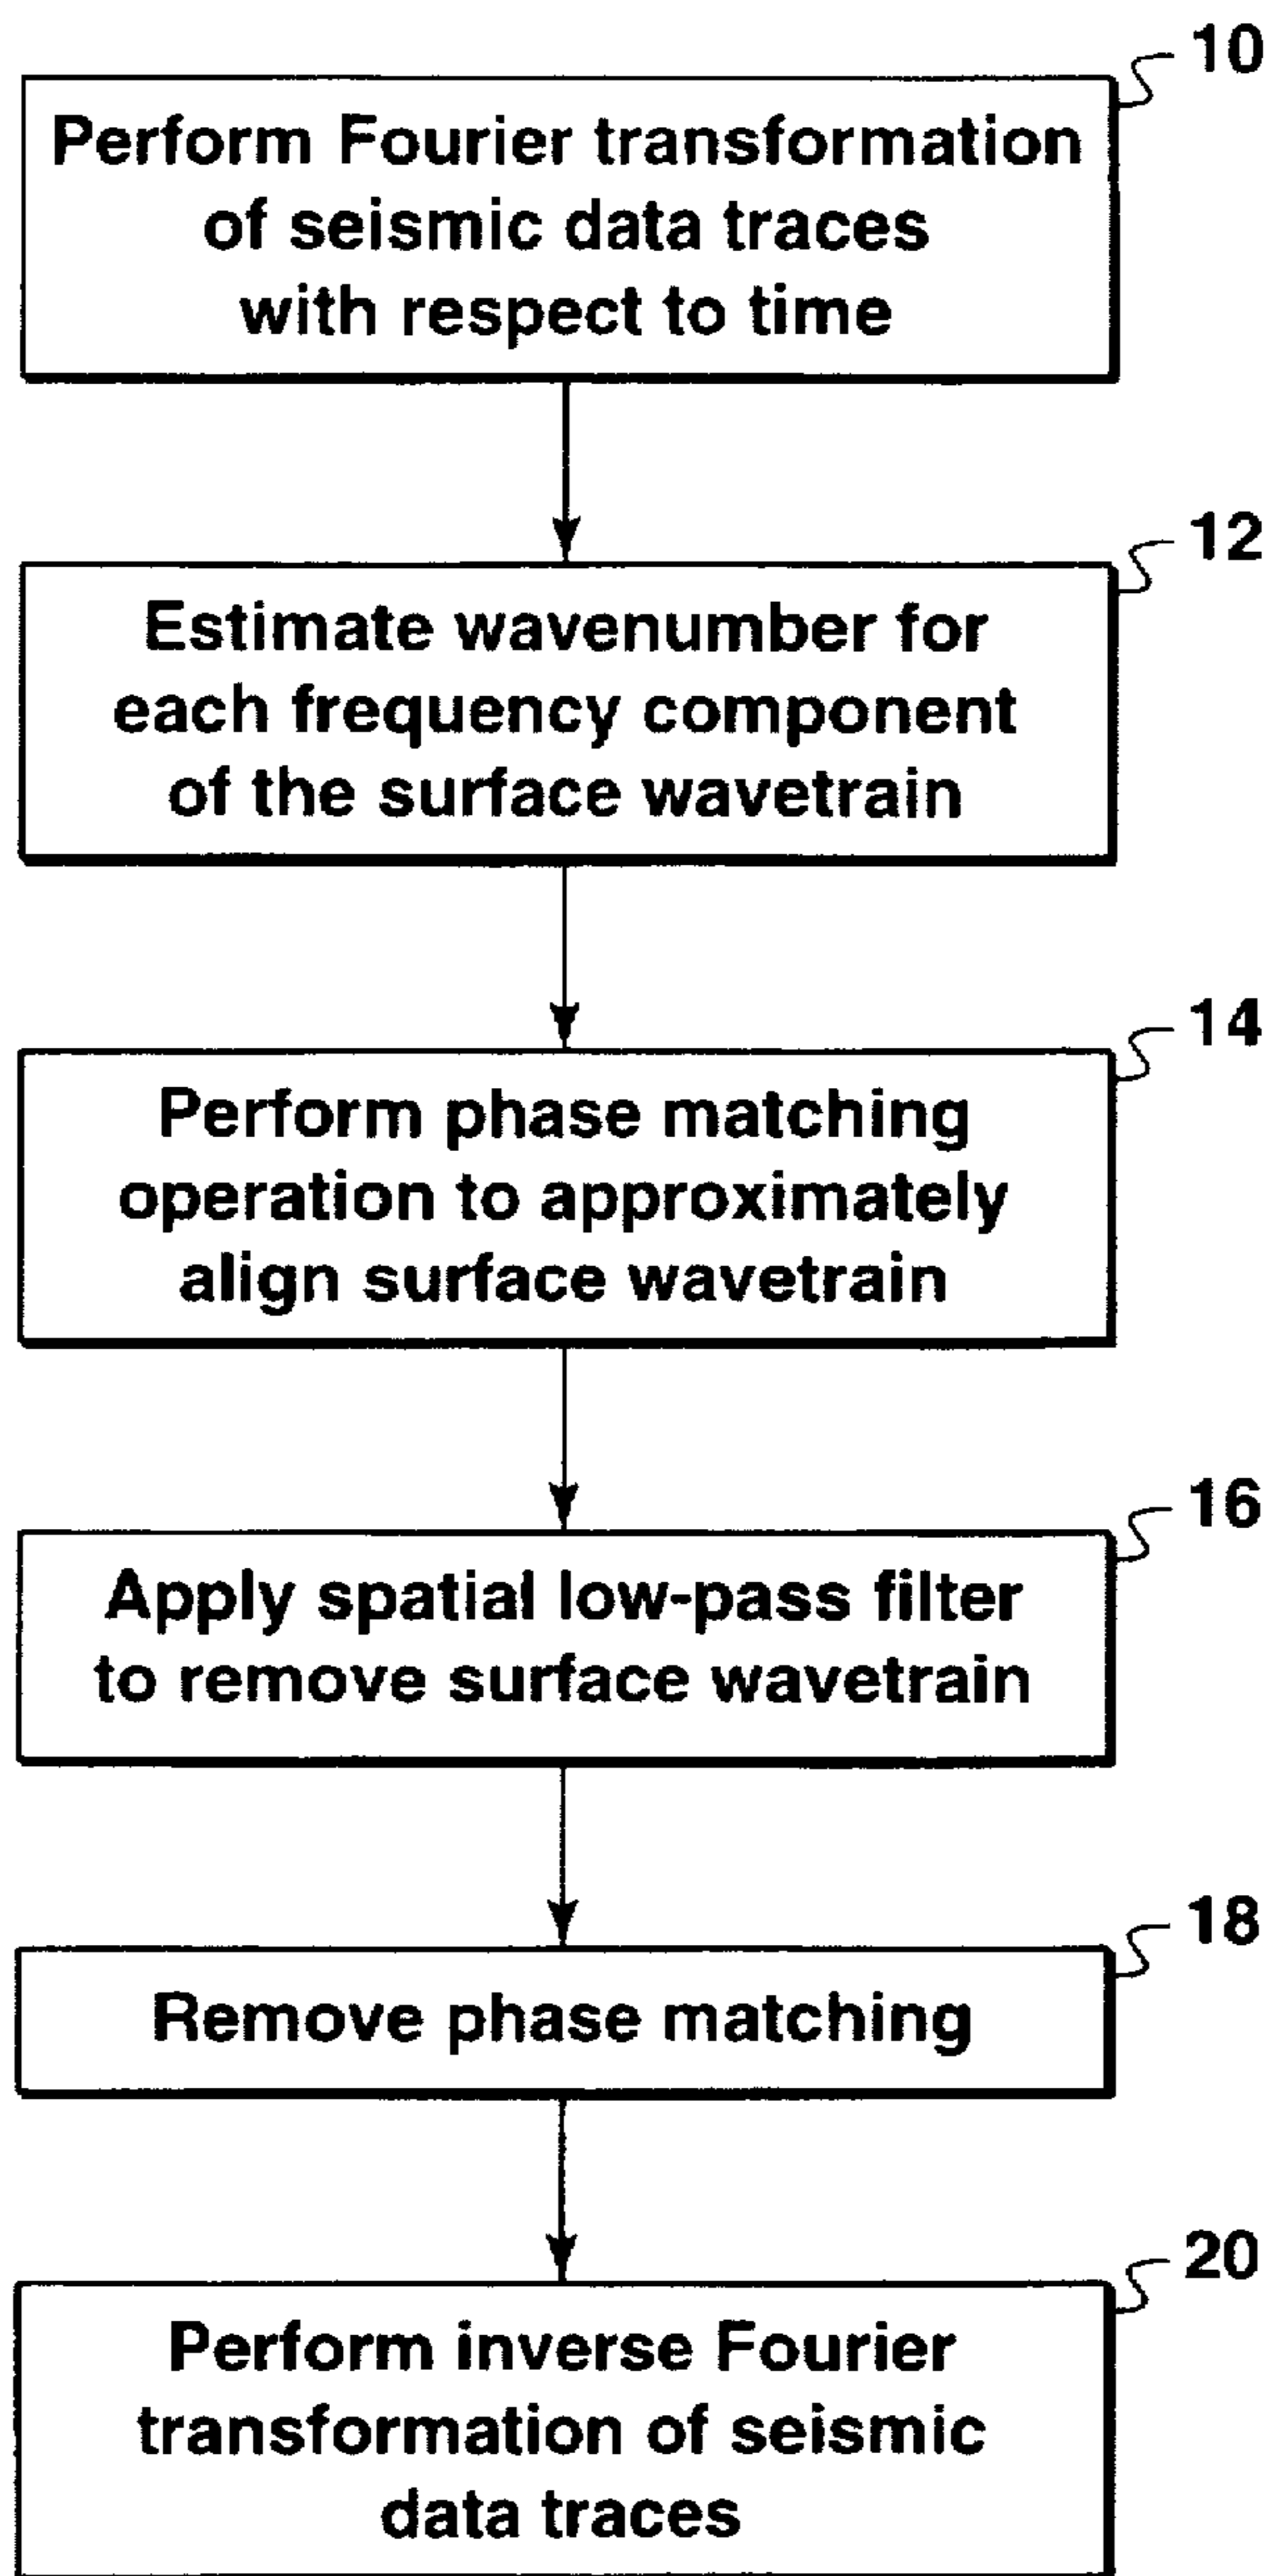 10
Perform Fourier transformation
of seismic data traces
with respect to time
12
Estimate wavenumber for
each frequency component
of the surface wavetrain
14
Perform phase matching
operation to approximately
align surface wavetrain
16
Apply spatial low-pass filter
to remove surface wavetrain
18
Remove phase matching
20
Perform inverse Fourier
transformation of seismic
data traces